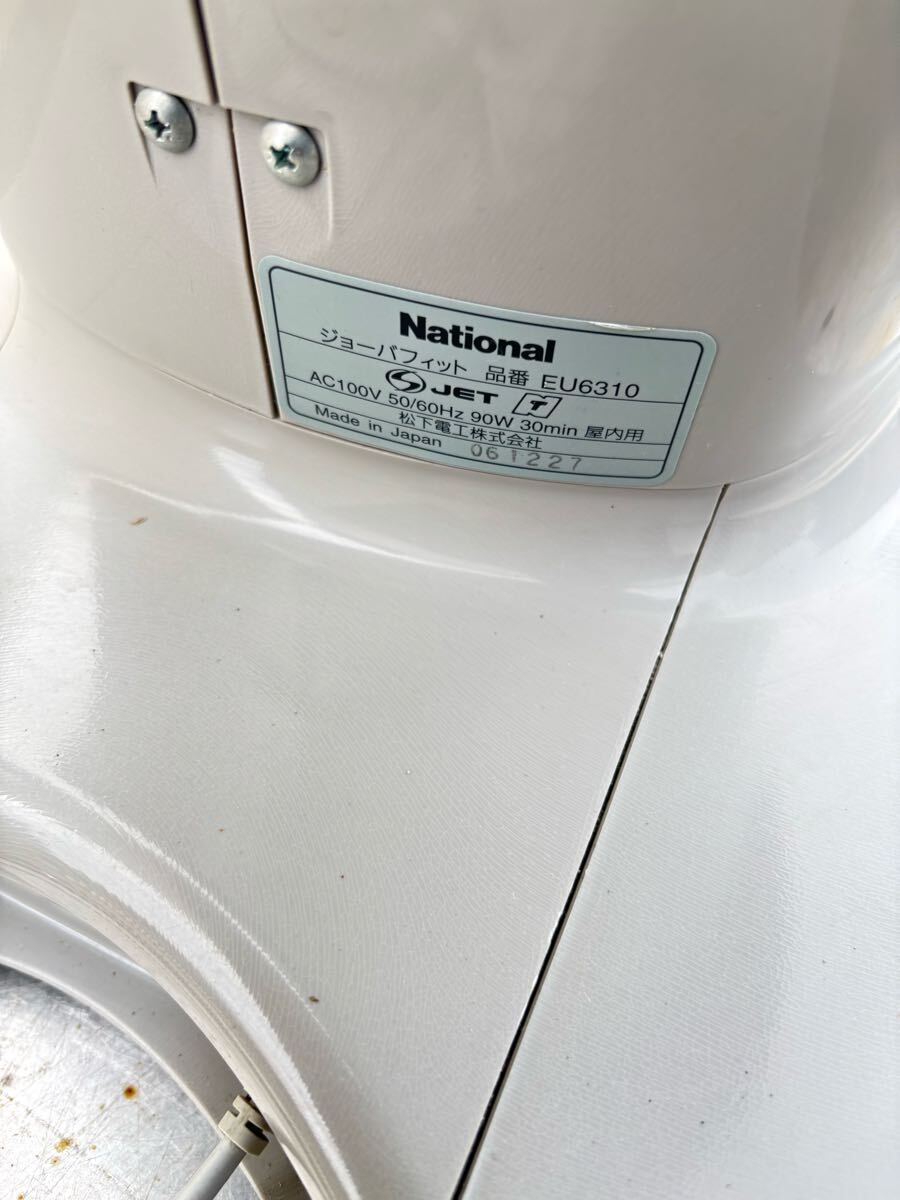 National
ジョーバフィット 品番 EU6310
S JET T
AC100V 50/60Hz 90W 30min 屋内用
松下電工株式会社
Made in Japan 061227